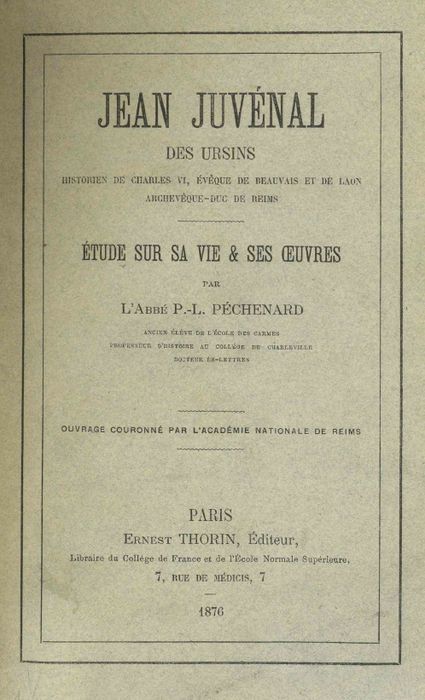 JEAN JUVÉNAL
DES URSINS
HISTORIEN DE CHARLES VI, ÉVÊQUE DE BEAUVAIS ET DE LAON
ARCHEVÊQUE-DUC DE REIMS
ÉTUDE SUR SA VIE & SES ŒUVRES
PAR
L'ABBÉ P.-L. PÉCHENARD
ANCIEN ÉLÈVE DE L'ÉCOLE DES CARMES
PROFESSEUR D'HISTOIRE AU COLLÉGE DE CHARLEVILLE
DOCTEUR ÈS-LETTRES
OUVRAGE COURONNÉ PAR L'ACADÉMIE NATIONALE DE REIMS
PARIS
ERNEST THORIN, Éditeur,
Libraire du Collége de France et de l'École Normale Supérieure,
7, RUE DE MÉDICIS, 7
1876